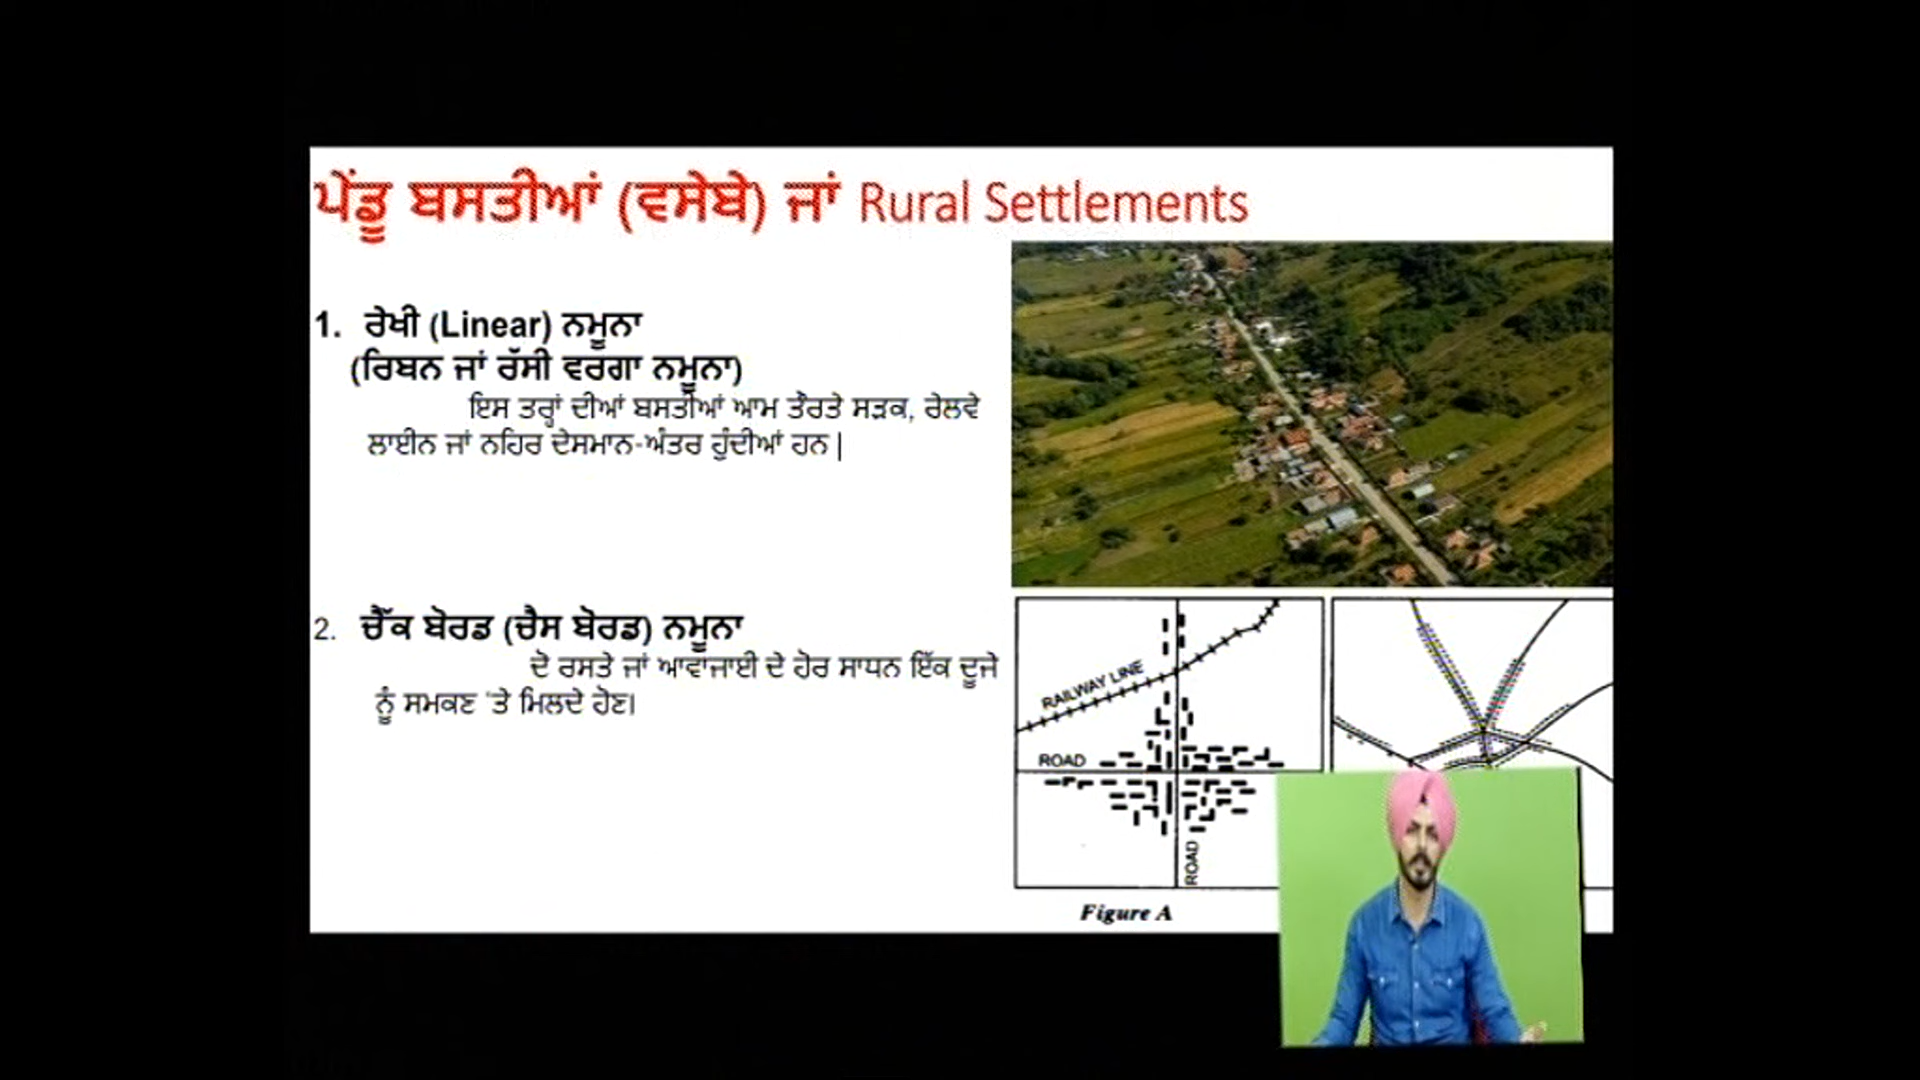 ਪੇਂਡੂ ਬਸਤੀਆਂ (ਵਸੇਬੇ) ਜਾਂ Rural Settlements
1. ਰੇਖੀ (Linear) ਨਮੂਨਾ
(ਰਿਬਨ ਜਾਂ ਰੱਸੀ ਵਰਗਾ ਨਮੂਨਾ)
ਇਸ ਤਰ੍ਹਾਂ ਦੀਆਂ ਬਸਤੀਆਂ ਆਮ ਤੌਰਤੇ ਸੜਕ, ਰੇਲਵੇ
ਲਾਈਨ ਜਾਂ ਨਹਿਰ ਦੇਸਮਾਨ-ਅੰਤਰ ਹੁੰਦੀਆਂ ਹਨ |
2. ਚੈੱਕ ਬੋਰਡ (ਚੈਸ ਬੋਰਡ) ਨਮੂਨਾ
ਦੋ ਰਸਤੇ ਜਾਂ ਆਵਾਜਾਈ ਦੇ ਹੋਰ ਸਾਧਨ ਇੱਕ ਦੂਜੇ
ਨੂੰ ਸਮਕਣ 'ਤੇ ਮਿਲਦੇ ਹੋਣ।
RAILWAY LINE
ROAD
ROAD
Figure A